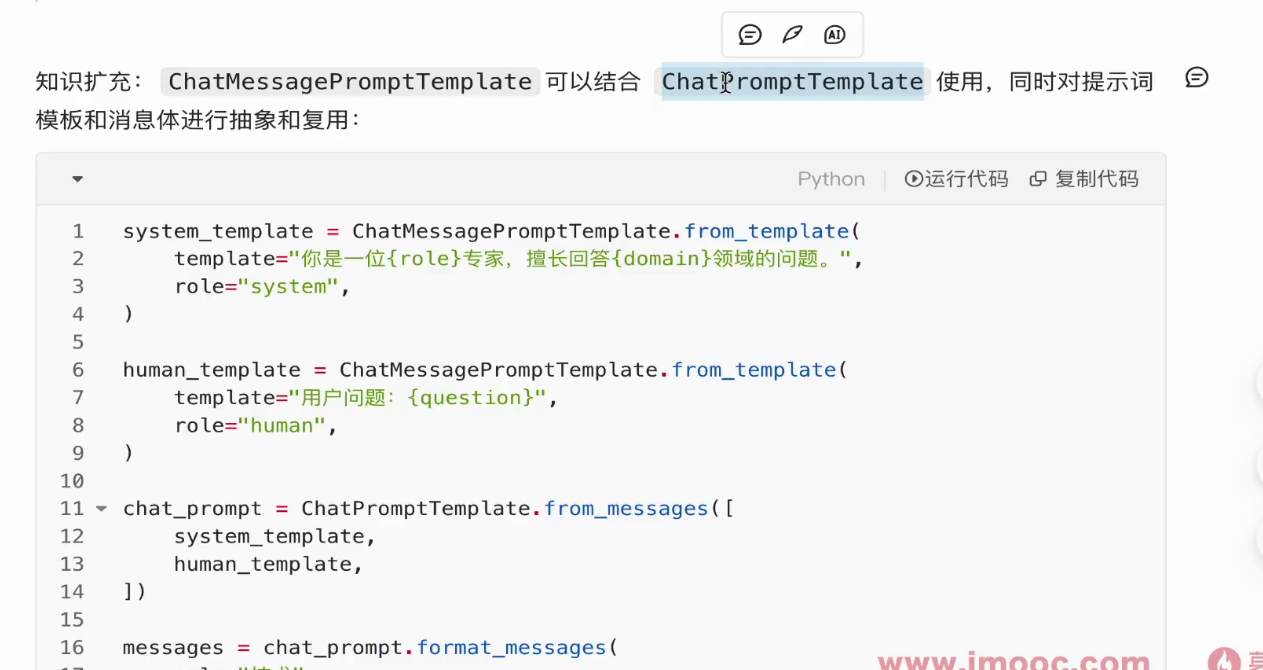 知识扩充： ChatMessagePromptTemplate 可以结合 ChatPromptTemplate 使用，同时对提示词
模板和消息体进行抽象和复用：
Python 运行代码 复制代码
1 system_template = ChatMessagePromptTemplate.from_template(
2     template="你是一位{role}专家，擅长回答{domain}领域的问题。",
3     role="system",
4 )
5
6 human_template = ChatMessagePromptTemplate.from_template(
7     template="用户问题：{question}",
8     role="human",
9 )
10
11 chat_prompt = ChatPromptTemplate.from_messages([
12     system_template,
13     human_template,
14 ])
15
16 messages = chat_prompt.format_messages(
www.imooc.com